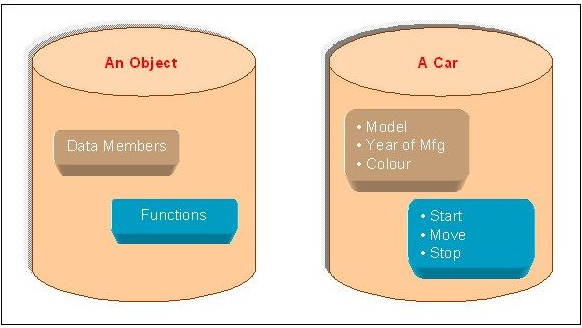 An Object
Data Members
Functions
A Car
• Model
• Year of Mfg
• Colour
• Start
• Move
• Stop